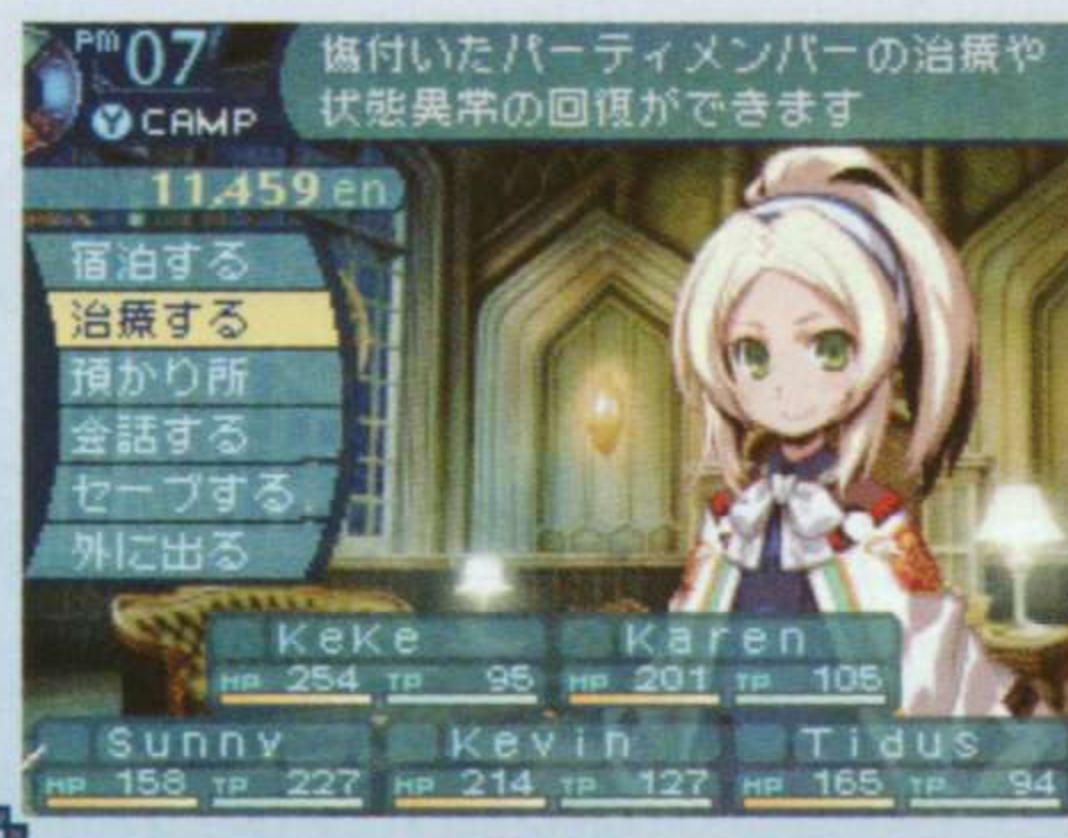 PM 07
Y CAMP
傷付いたパーティメンバーの治療や
状態異常の回復ができます
11,459 en
宿泊する
治療する
預かり所
会話する
セーブする
外に出る
KeKe
HP 254 TP 95
Karen
HP 201 TP 105
Sunny
HP 158 TP 227
Kevin
HP 214 TP 127
Tidus
HP 165 TP 94